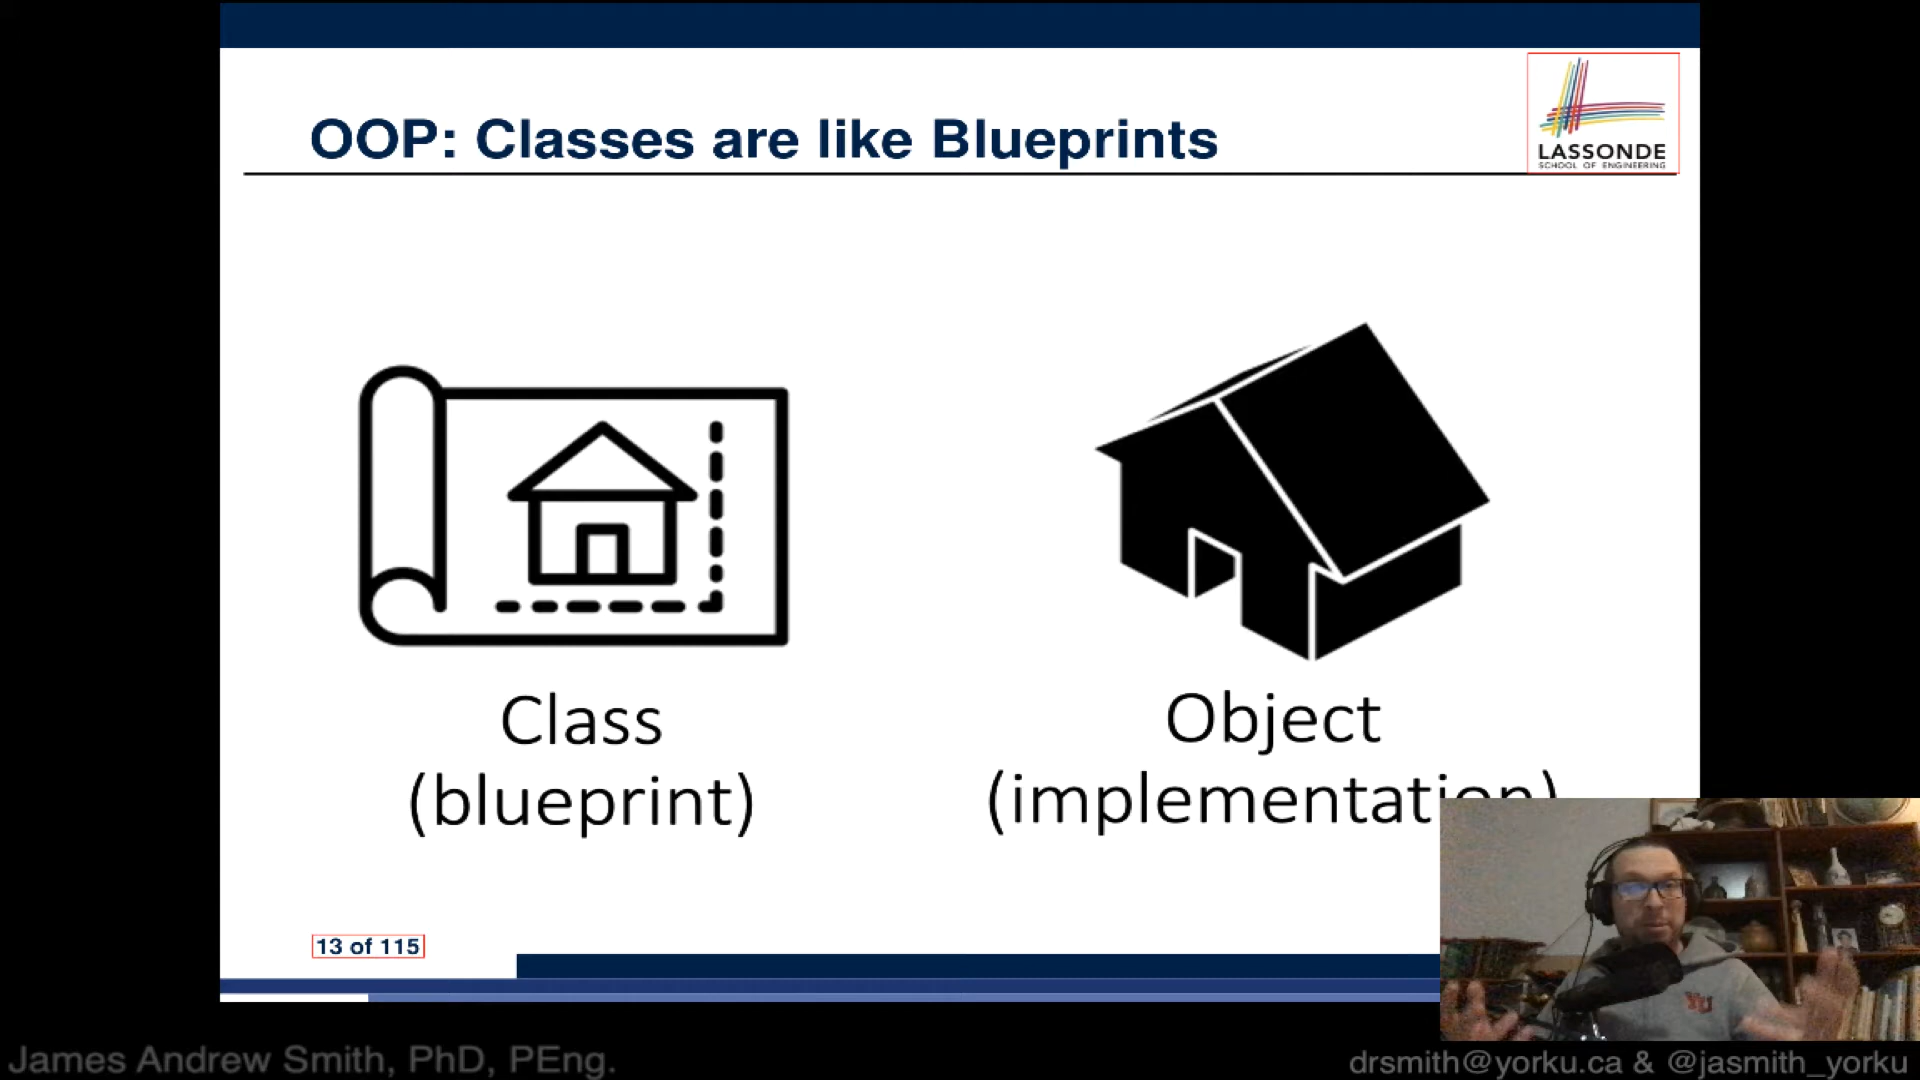 OOP: Classes are like Blueprints
LASSONDE
SCHOOL OF ENGINEERING
Class
(blueprint)
Object
(implementation)
13 of 115
YU
James Andrew Smith, PhD, PEng.
drsmith@yorku.ca & @jasmith_yorku